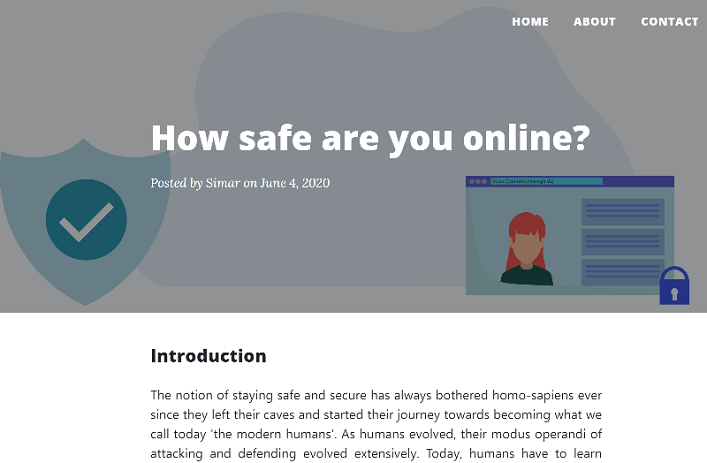 HOME ABOUT CONTACT
How safe are you online?
Posted by Simar on June 4, 2020
Introduction
The notion of staying safe and secure has always bothered homo-sapiens ever
since they left their caves and started their journey towards becoming what we
call today 'the modern humans'. As humans evolved, their modus operandi of
attacking and defending evolved extensively. Today, humans have to learn